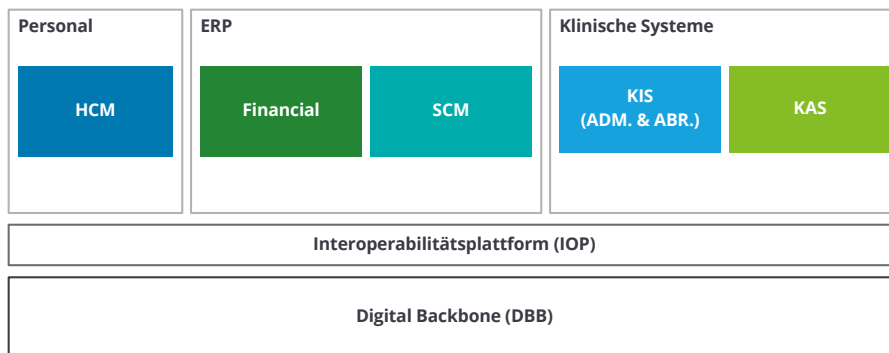 Personal
ERP
Klinische Systeme
HCM
Financial
SCM
KIS
(ADM. & ABR.)
KAS
Interoperabilitätsplattform (IOP)
Digital Backbone (DBB)